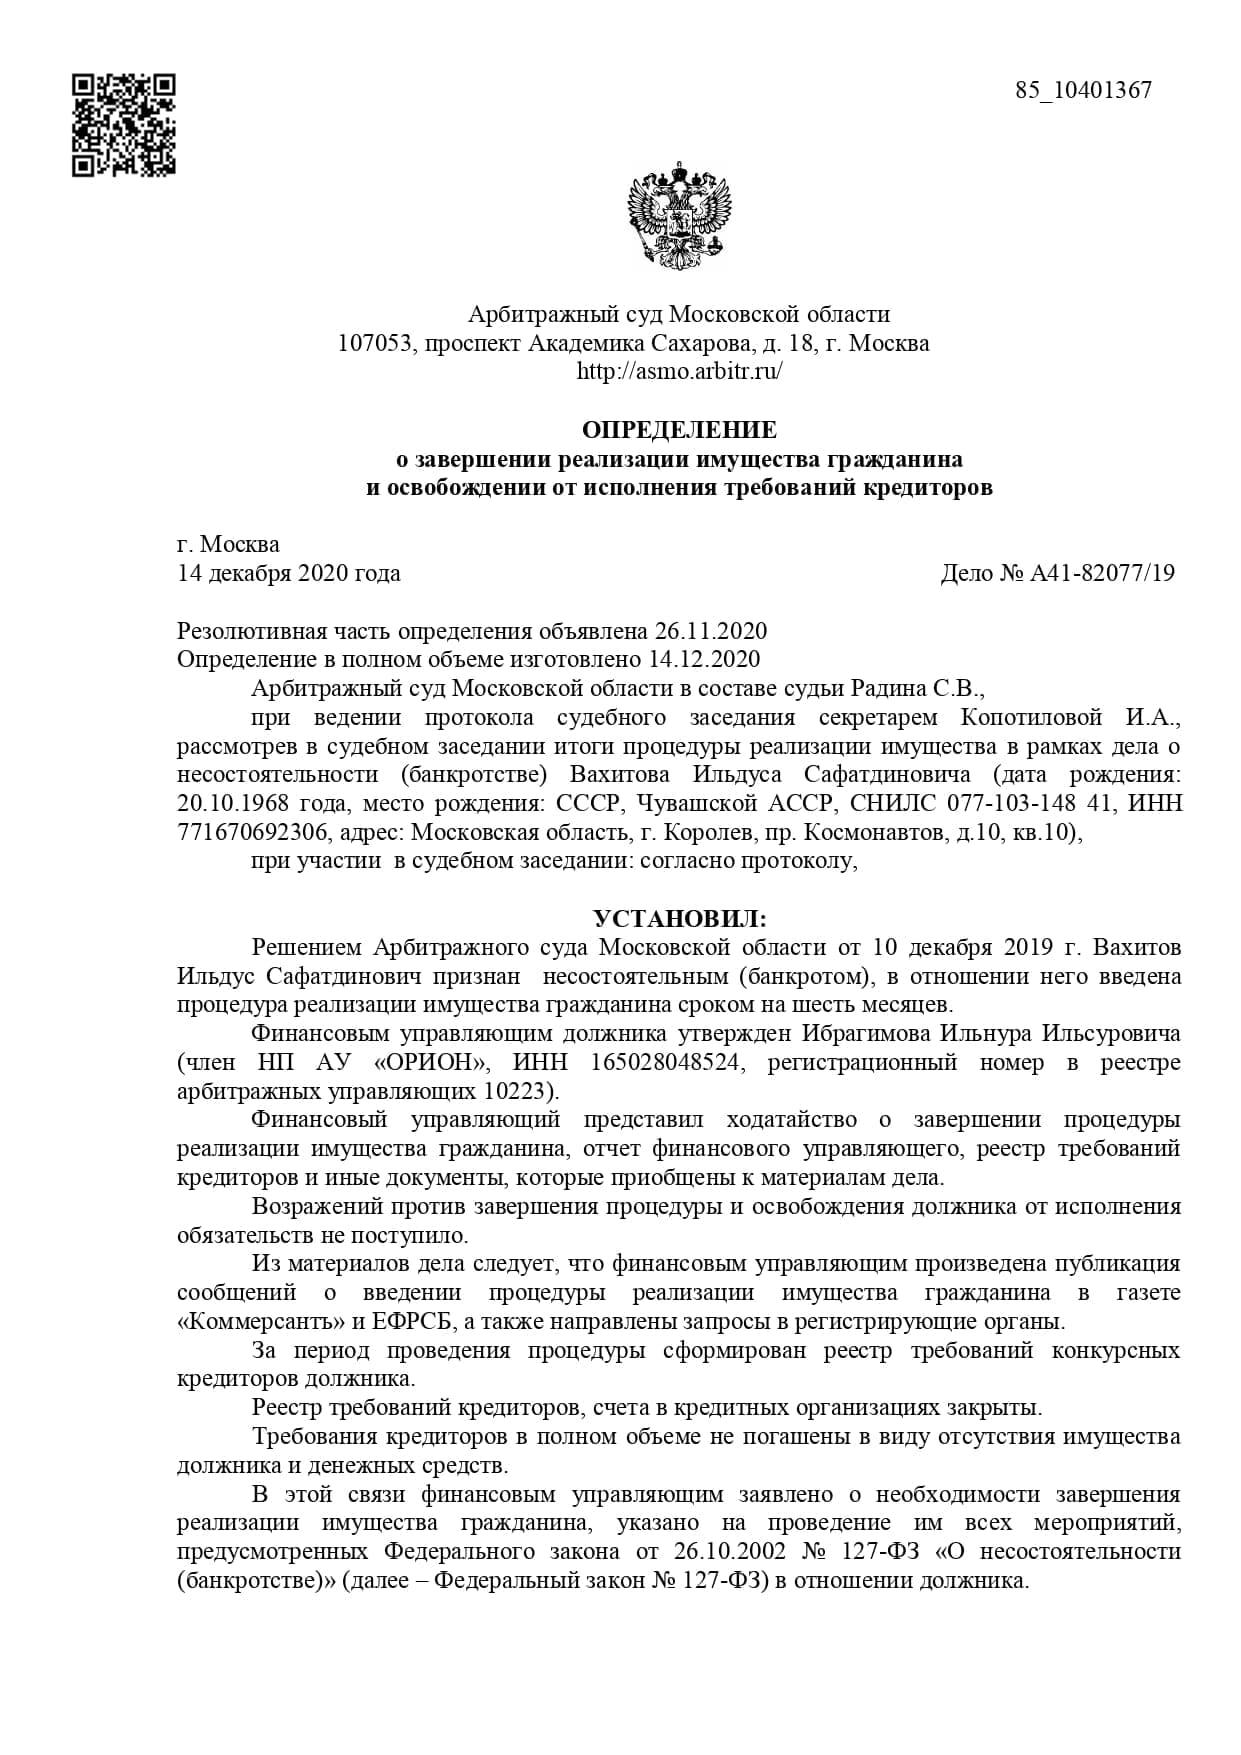 85_10401367
Арбитражный суд Московской области
107053, проспект Академика Сахарова, д. 18, г. Москва
http://asmo.arbitr.ru/
ОПРЕДЕЛЕНИЕ
о завершении реализации имущества гражданина
и освобождении от исполнения требований кредиторов
г. Москва
14 декабря 2020 года Дело № А41-82077/19
Резолютивная часть определения объявлена 26.11.2020
Определение в полном объеме изготовлено 14.12.2020
Арбитражный суд Московской области в составе судьи Радина С.В.,
при ведении протокола судебного заседания секретарем Копотиловой И.А.,
рассмотрев в судебном заседании итоги процедуры реализации имущества в рамках дела о
несостоятельности (банкротстве) Вахитова Ильдуса Сафатдиновича (дата рождения:
20.10.1968 года, место рождения: СССР, Чувашской АССР, СНИЛС 077-103-148 41, ИНН
771670692306, адрес: Московская область, г. Королев, пр. Космонавтов, д.10, кв.10),
при участии в судебном заседании: согласно протоколу,
УСТАНОВИЛ:
Решением Арбитражного суда Московской области от 10 декабря 2019 г. Вахитов
Ильдус Сафатдинович признан несостоятельным (банкротом), в отношении него введена
процедура реализации имущества гражданина сроком на шесть месяцев.
Финансовым управляющим должника утвержден Ибрагимова Ильнура Ильсуровича
(член НП АУ «ОРИОН», ИНН 165028048524, регистрационный номер в реестре
арбитражных управляющих 10223).
Финансовый управляющий представил ходатайство о завершении процедуры
реализации имущества гражданина, отчет финансового управляющего, реестр требований
кредиторов и иные документы, которые приобщены к материалам дела.
Возражений против завершения процедуры и освобождения должника от исполнения
обязательств не поступило.
Из материалов дела следует, что финансовым управляющим произведена публикация
сообщений о введении процедуры реализации имущества гражданина в газете
«Коммерсантъ» и ЕФРСБ, а также направлены запросы в регистрирующие органы.
За период проведения процедуры сформирован реестр требований конкурсных
кредиторов должника.
Реестр требований кредиторов, счета в кредитных организациях закрыты.
Требования кредиторов в полном объеме не погашены в виду отсутствия имущества
должника и денежных средств.
В этой связи финансовым управляющим заявлено о необходимости завершения
реализации имущества гражданина, указано на проведение им всех мероприятий,
предусмотренных Федерального закона от 26.10.2002 № 127-ФЗ «О несостоятельности
(банкротстве)» (далее – Федеральный закон № 127-ФЗ) в отношении должника.